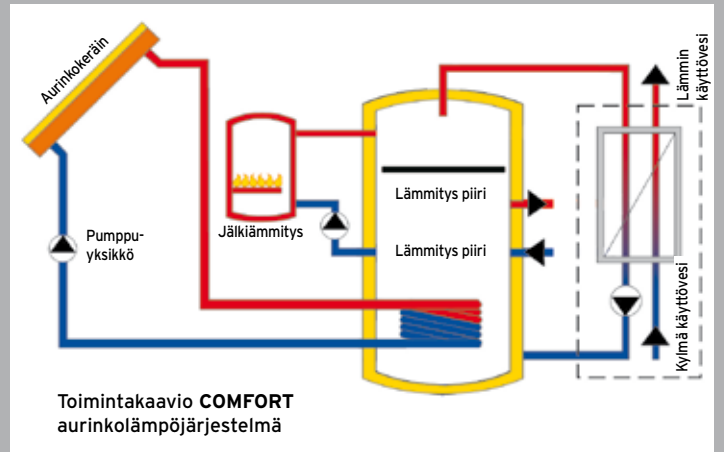 Aurinkokeräin
Pumppu-
yksikkö
Jälkiämmitys
Lämmitys piiri
Lämmitys piiri
Lämmin
käyttövesi
Kylmä käyttövesi
Toimintakaavio COMFORT
aurinkolämpöjärjestelmä